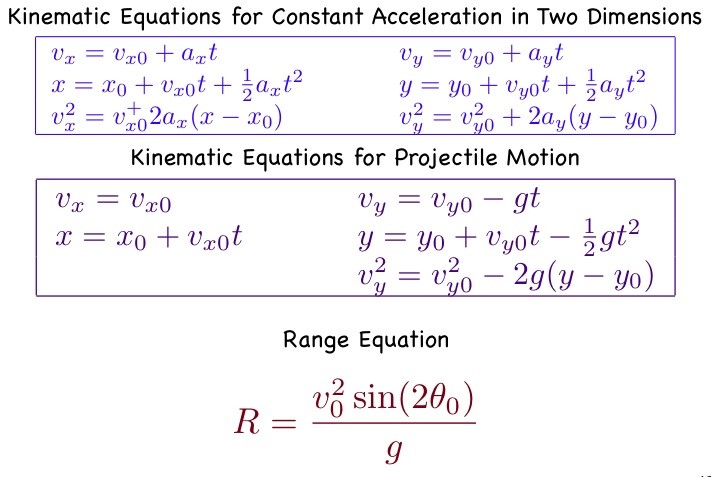 Kinematic Equations for Constant Acceleration in Two Dimensions
v_x = v_{x0} + a_x t    v_y = v_{y0} + a_y t
x = x_0 + v_{x0} t + \frac{1}{2} a_x t^2    y = y_0 + v_{y0} t + \frac{1}{2} a_y t^2
v_x^2 = v_{x0}^+ 2a_x(x − x_0)    v_y^2 = v_{y0}^2 + 2a_y(y − y_0)
Kinematic Equations for Projectile Motion
v_x = v_{x0}    v_y = v_{y0} − gt
x = x_0 + v_{x0} t    y = y_0 + v_{y0} t − \frac{1}{2} gt^2
v_y^2 = v_{y0}^2 − 2g(y − y_0)
Range Equation
R = \frac{v_0^2 \sin(2θ_0)}{g}